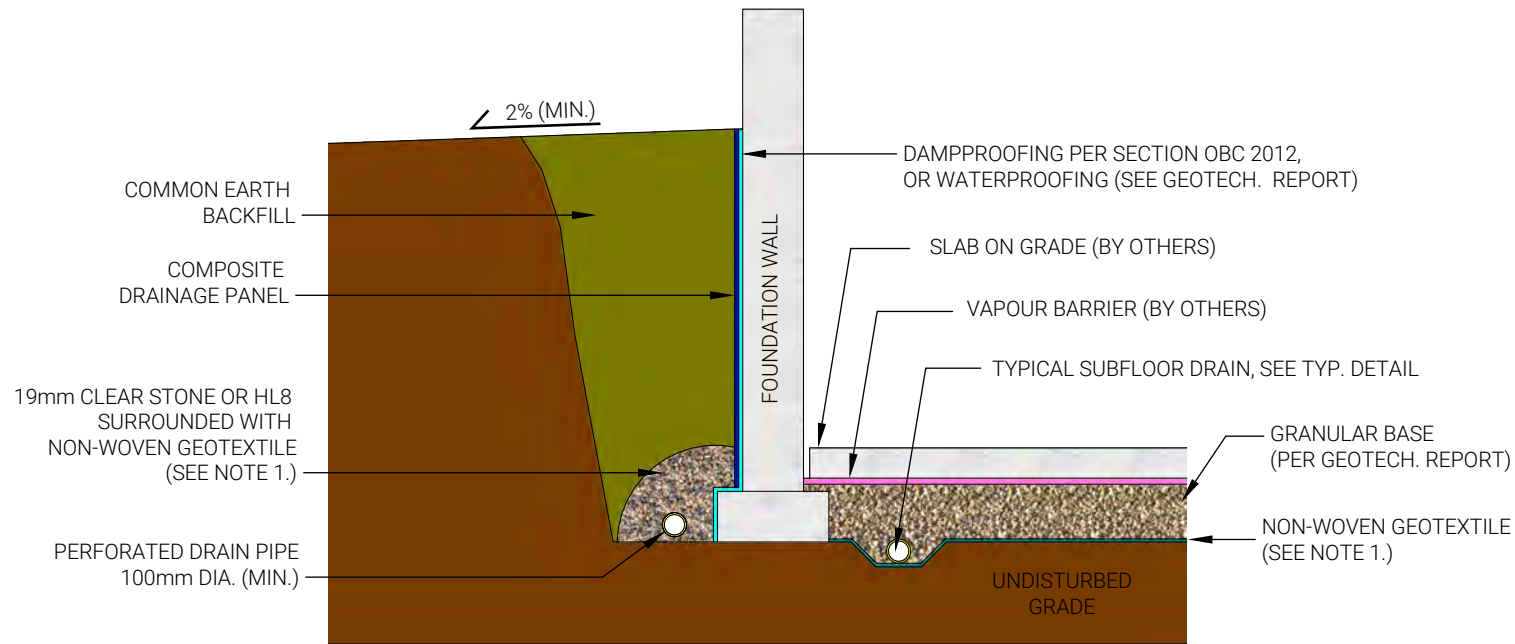 2% (MIN.)
COMMON EARTH
BACKFILL
COMPOSITE
DRAINAGE PANEL
19mm CLEAR STONE OR HL8
SURROUNDED WITH
NON-WOVEN GEOTEXTILE
(SEE NOTE 1.)
PERFORATED DRAIN PIPE
100mm DIA. (MIN.)
FOUNDATION WALL
DAMPPROOFING PER SECTION OBC 2012,
OR WATERPROOFING (SEE GEOTECH. REPORT)
SLAB ON GRADE (BY OTHERS)
VAPOUR BARRIER (BY OTHERS)
TYPICAL SUBFLOOR DRAIN, SEE TYP. DETAIL
GRANULAR BASE
(PER GEOTECH. REPORT)
NON-WOVEN GEOTEXTILE
(SEE NOTE 1.)
UNDISTURBED
GRADE